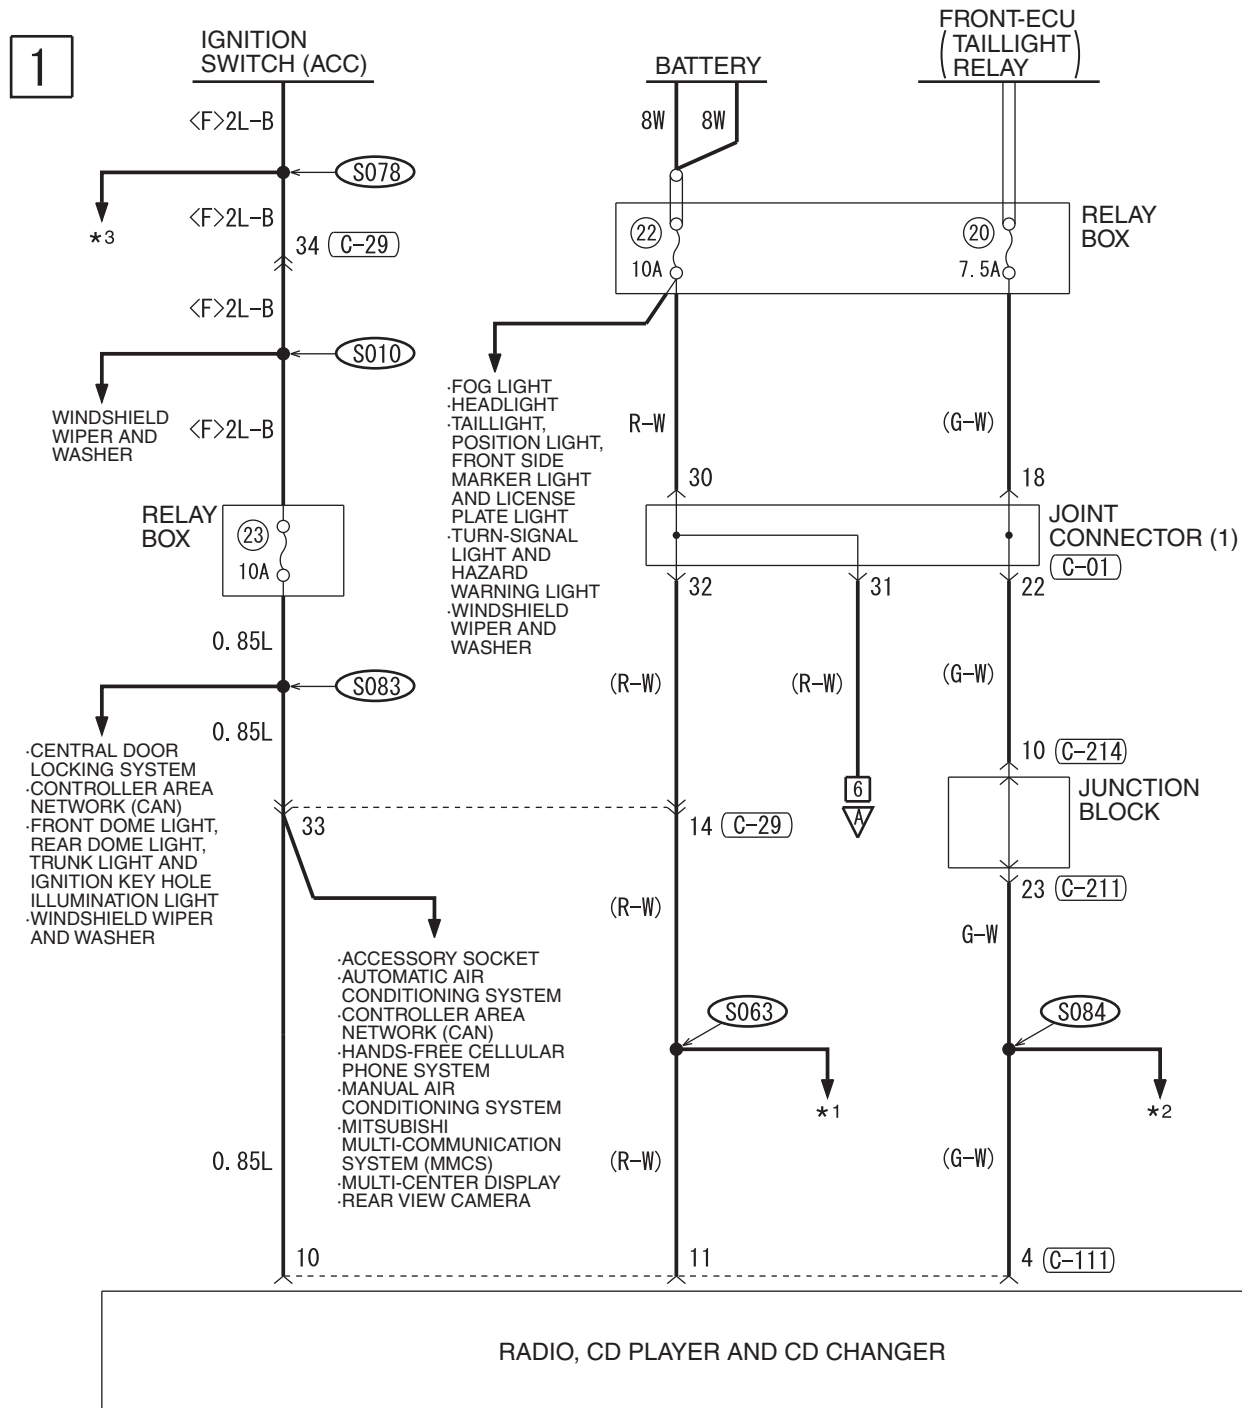 1
IGNITION
SWITCH (ACC)
BATTERY
FRONT-ECU
(TAILLIGHT
RELAY)
<F>2L-B
8W
8W
S078
<F>2L-B
*3
34 C-29
22
10A
20
7.5A
RELAY
BOX
<F>2L-B
S010
WINDSHIELD
WIPER AND
WASHER
<F>2L-B
·FOG LIGHT
·HEADLIGHT
·TAILLIGHT,
POSITION LIGHT,
FRONT SIDE
MARKER LIGHT
AND LICENSE
PLATE LIGHT
·TURN-SIGNAL
LIGHT AND
HAZARD
WARNING LIGHT
·WINDSHIELD
WIPER AND
WASHER
R-W
(G-W)
30
18
RELAY
BOX
23
10A
JOINT
CONNECTOR (1)
C-01
32
31
22
0.85L
S083
(R-W)
(R-W)
(G-W)
0.85L
·CENTRAL DOOR
LOCKING SYSTEM
·CONTROLLER AREA
NETWORK (CAN)
·FRONT DOME LIGHT,
REAR DOME LIGHT,
TRUNK LIGHT AND
IGNITION KEY HOLE
ILLUMINATION LIGHT
·WINDSHIELD WIPER
AND WASHER
10 C-214
6
A
JUNCTION
BLOCK
33
14 C-29
23 C-211
(R-W)
G-W
·ACCESSORY SOCKET
·AUTOMATIC AIR
CONDITIONING SYSTEM
·CONTROLLER AREA
NETWORK (CAN)
·HANDS-FREE CELLULAR
PHONE SYSTEM
·MANUAL AIR
CONDITIONING SYSTEM
·MITSUBISHI
MULTI-COMMUNICATION
SYSTEM (MMCS)
·MULTI-CENTER DISPLAY
·REAR VIEW CAMERA
S063
S084
*1
*2
0.85L
(R-W)
(G-W)
10
11
4 C-111
RADIO, CD PLAYER AND CD CHANGER